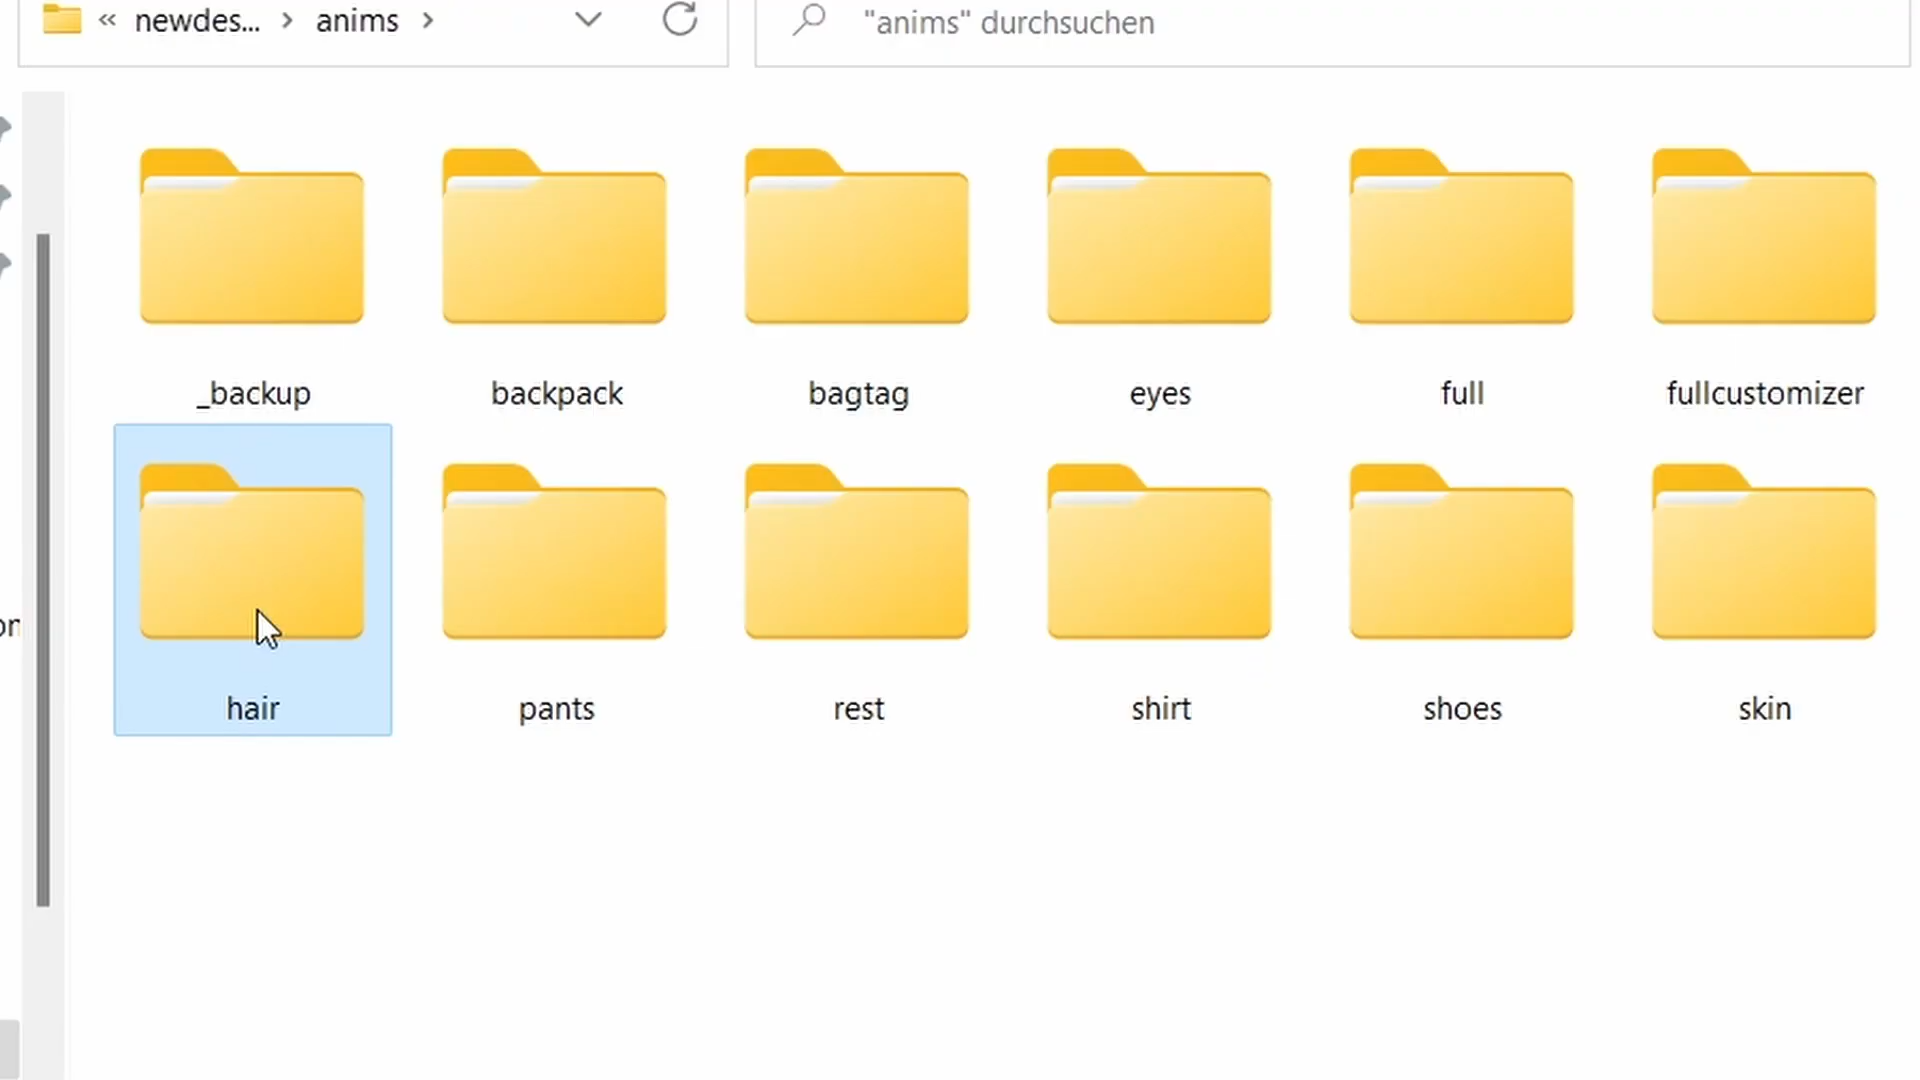 « newdes... > anims >
"anims" durchsuchen
_backup
backpack
bagtag
eyes
full
fullcustomizer
hair
pants
rest
shirt
shoes
skin